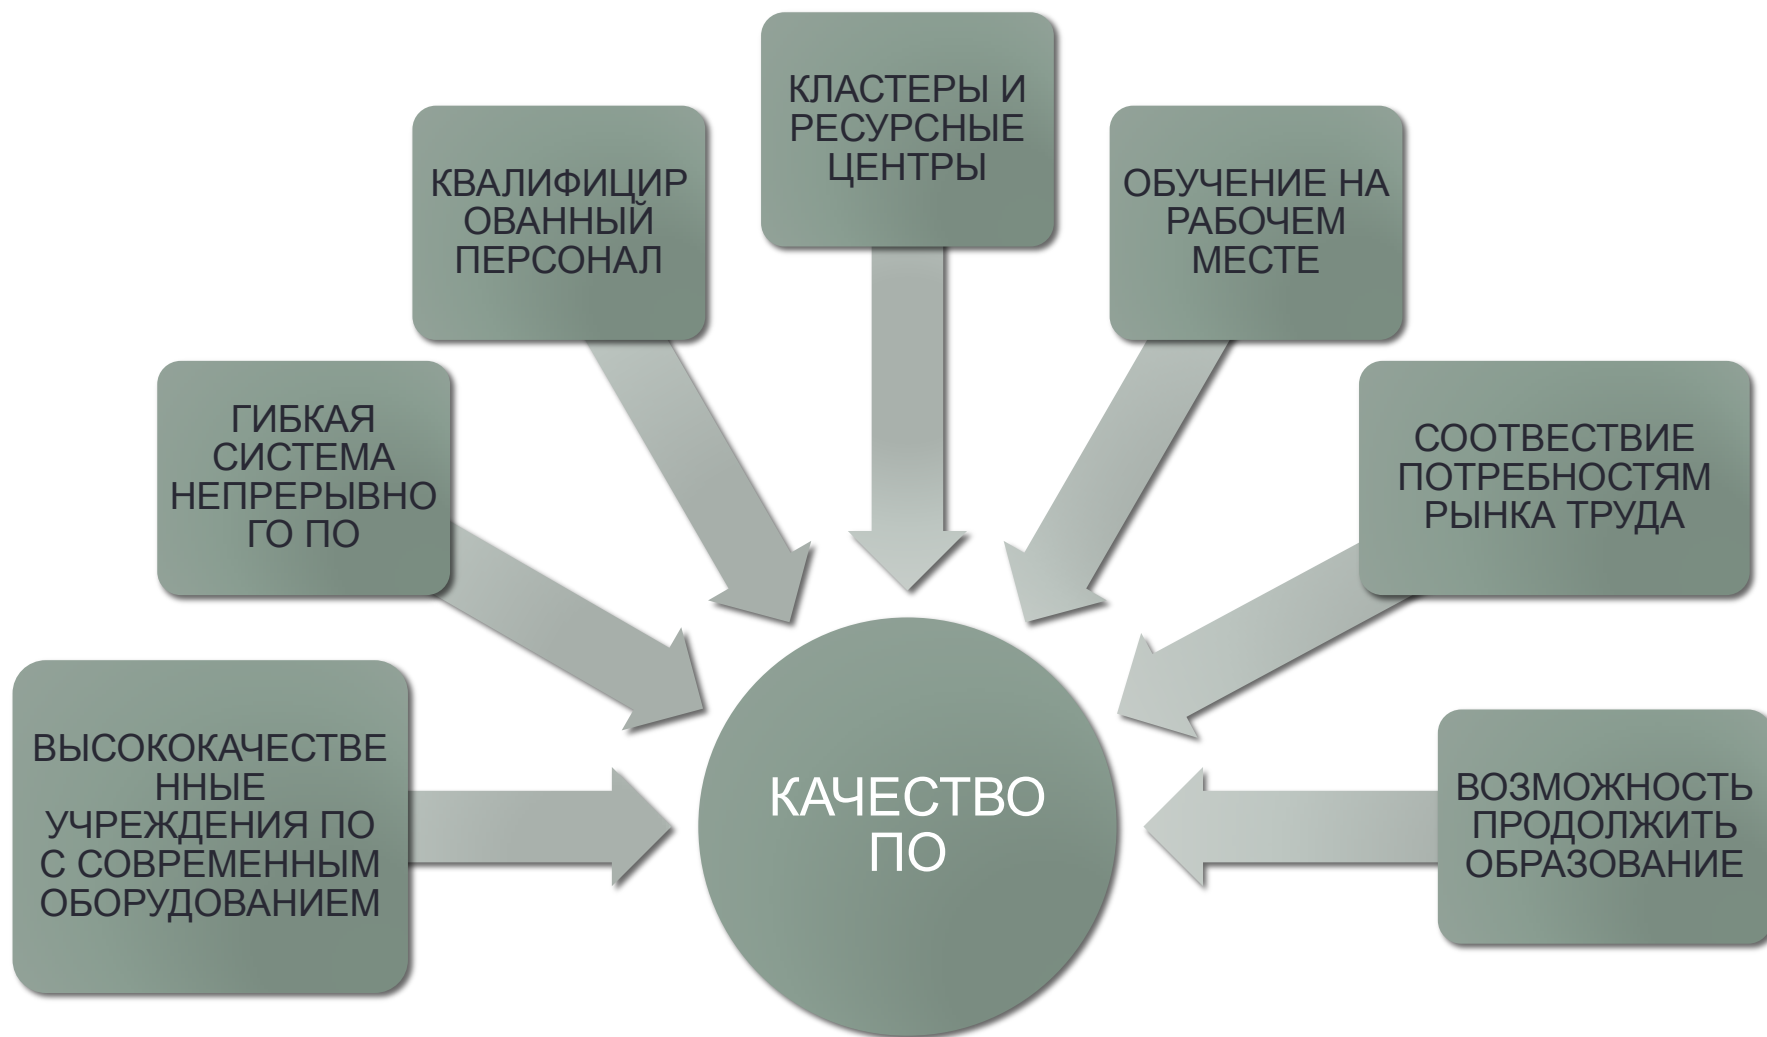 КЛАСТЕРЫ И
РЕСУРСНЫЕ
ЦЕНТРЫ
КВАЛИФИЦИР
ОВАННЫЙ
ПЕРСОНАЛ
ОБУЧЕНИЕ НА
РАБОЧЕМ
МЕСТЕ
ГИБКАЯ
СИСТЕМА
НЕПРЕРЫВНО
ГО ПО
СООТВЕСТВИЕ
ПОТРЕБНОСТЯМ
РЫНКА ТРУДА
ВЫСОКОКАЧЕСТВЕ
ННЫЕ
УЧРЕЖДЕНИЯ ПО
С СОВРЕМЕННЫМ
ОБОРУДОВАНИЕМ
КАЧЕСТВО
ПО
ВОЗМОЖНОСТЬ
ПРОДОЛЖИТЬ
ОБРАЗОВАНИЕ